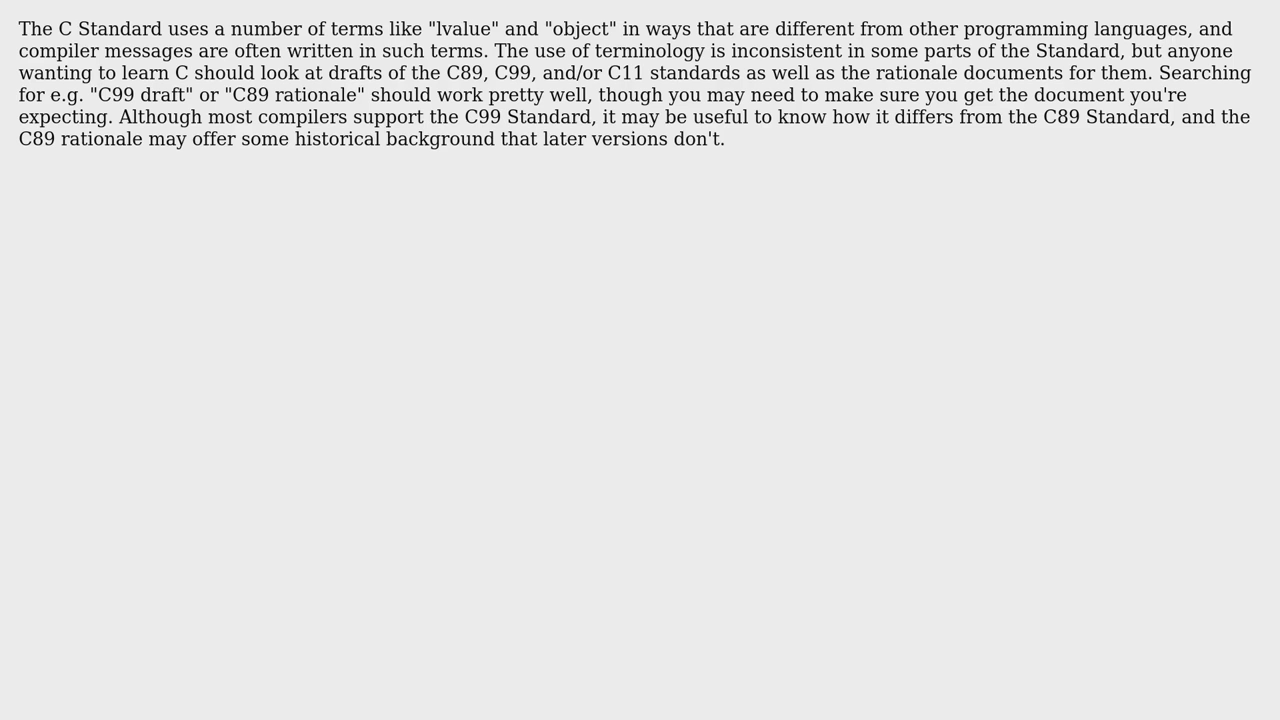 The C Standard uses a number of terms like "lvalue" and "object" in ways that are different from other programming languages, and
compiler messages are often written in such terms. The use of terminology is inconsistent in some parts of the Standard, but anyone
wanting to learn C should look at drafts of the C89, C99, and/or C11 standards as well as the rationale documents for them. Searching
for e.g. "C99 draft" or "C89 rationale" should work pretty well, though you may need to make sure you get the document you're
expecting. Although most compilers support the C99 Standard, it may be useful to know how it differs from the C89 Standard, and the
C89 rationale may offer some historical background that later versions don't.